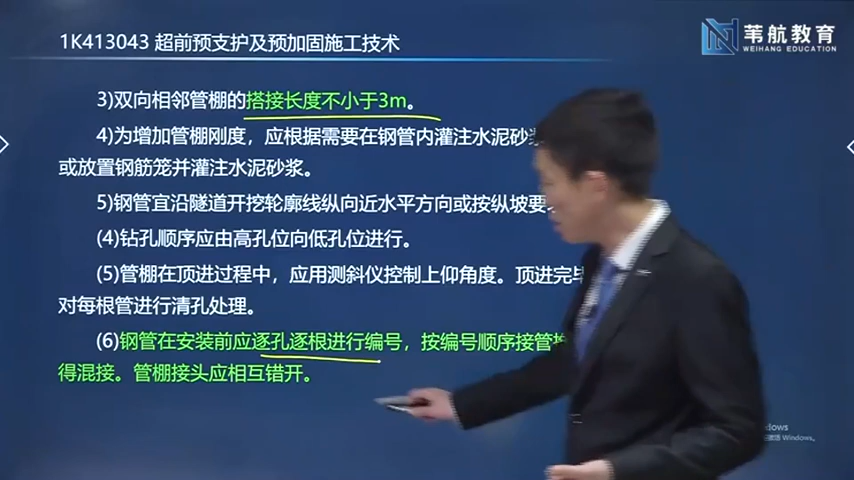 1K413043 超前预支护及预加固施工技术
苇航教育
WEIHANG EDUCATION
3)双向相邻管棚的搭接长度不小于3m。
4)为增加管棚刚度，应根据需要在钢管内灌注水泥砂
或放置钢筋笼并灌注水泥砂浆。
5)钢管宜沿隧道开挖轮廓线纵向近水平方向或按纵坡要
(4)钻孔顺序应由高孔位向低孔位进行。
(5)管棚在顶进过程中，应用测斜仪控制上仰角度。顶进完
对每根管进行清孔处理。
(6)钢管在安装前应逐孔逐根进行编号，按编号顺序接管
得混接。管棚接头应相互错开。
Windows。